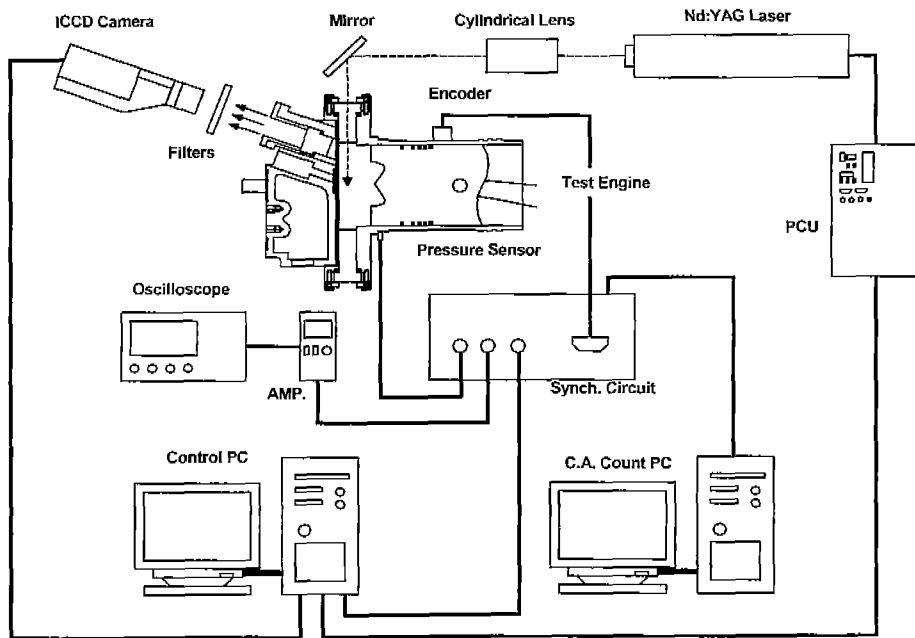 ICCD Camera
Mirror
Cylindrical Lens
Nd:YAG Laser
Encoder
Filters
Test Engine
PCU
Pressure Sensor
Oscilloscope
AMP.
Synch. Circuit
Control PC
C.A. Count PC